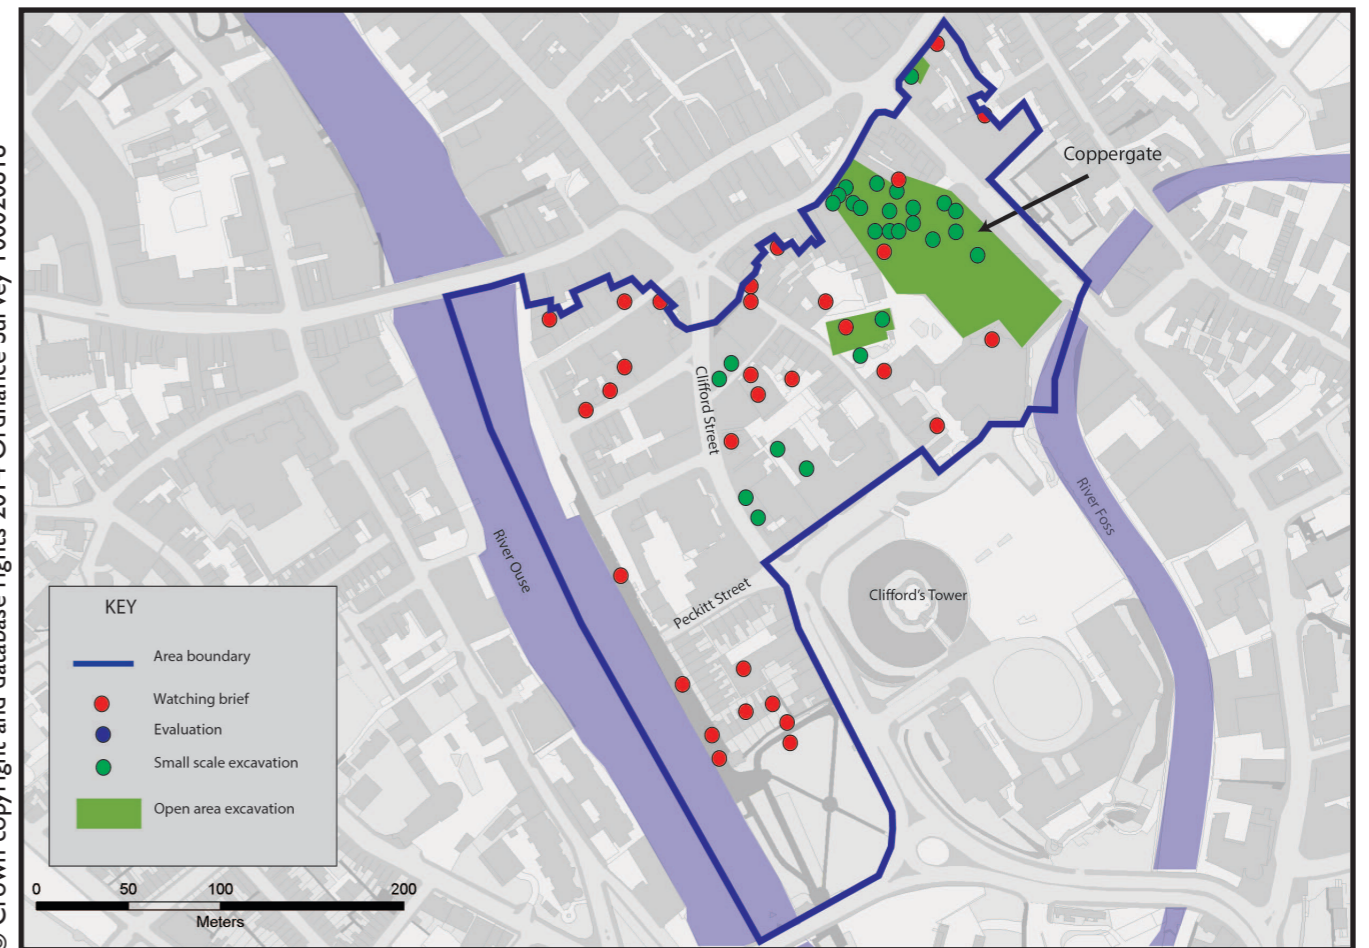 Coppergate
Clifford Street
River Ouse
River Foss
Peckitt Street
Clifford's Tower
KEY
Area boundary
Watching brief
Evaluation
Small scale excavation
Open area excavation
0 50 100 200
Meters
© Crown copyright and database rights 2014 Ordnance Survey